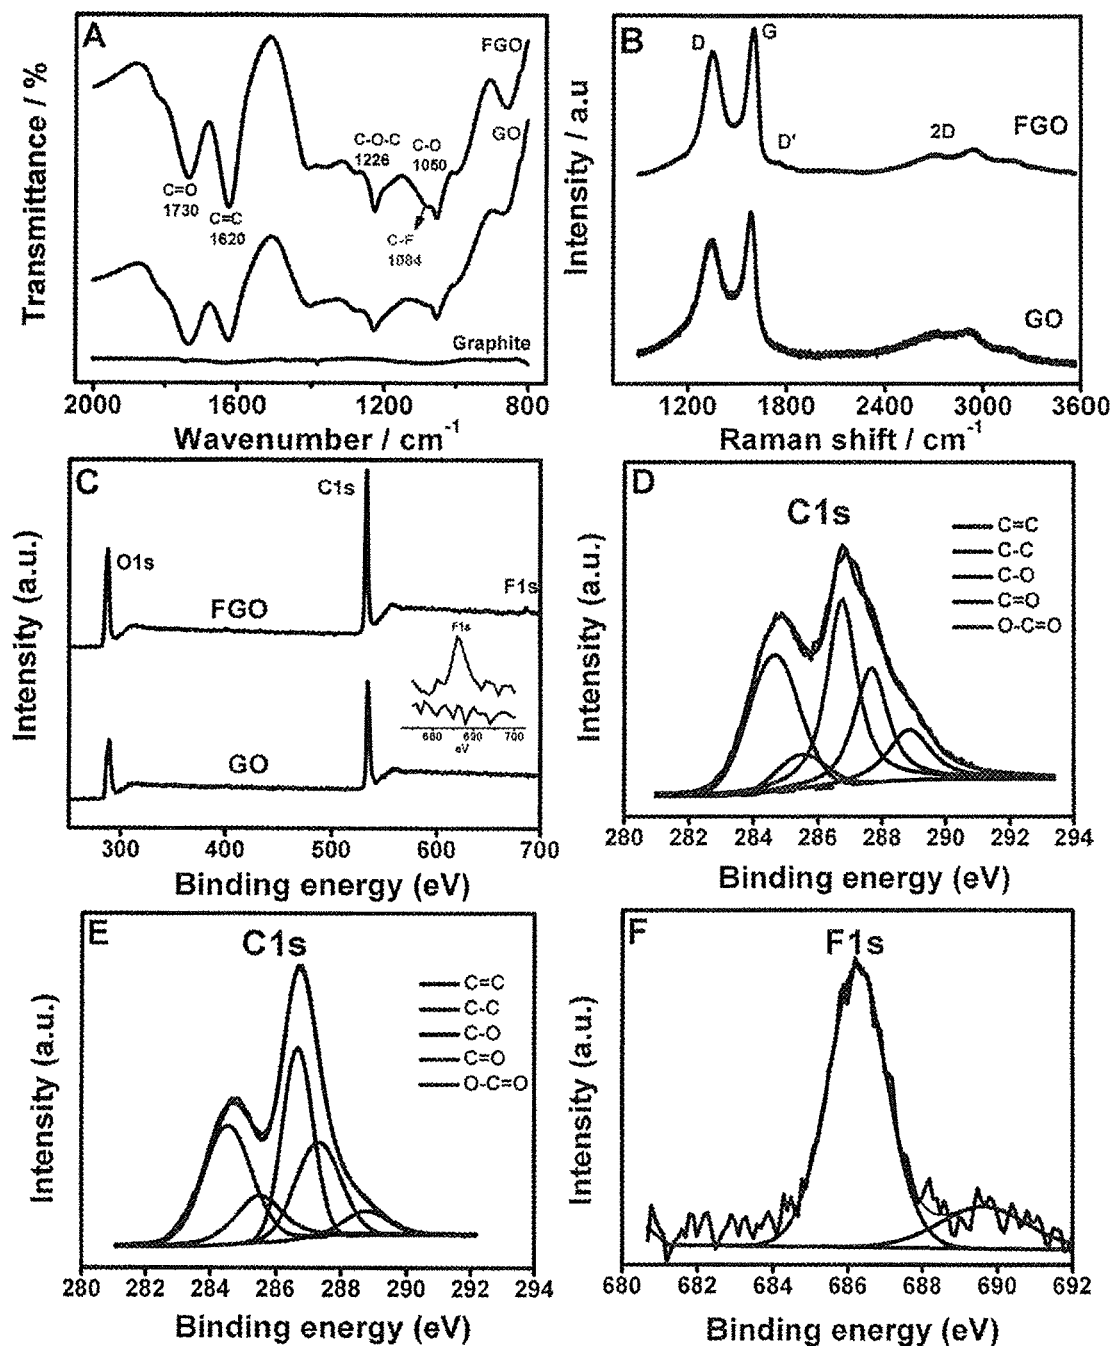 A
FGO
GO
C-O-C
1226
C-O
1050
C=O
1730
C=C
1620
C-F
1084
Graphite
Transmittance / %
2000 1600 1200 800
Wavenumber / cm-1
B
D
G
D'
2D
FGO
GO
Intensity / a.u
1200 1800 2400 3000 3600
Raman shift / cm-1
C
C1s
O1s
F1s
FGO
F1s
680 690 700
eV
GO
Intensity (a.u.)
300 400 500 600 700
Binding energy (eV)
D
C1s
C=C
C-C
C-O
C=O
O-C=O
Intensity (a.u.)
280 282 284 286 288 290 292 294
Binding energy (eV)
E
C1s
C=C
C-C
C-O
C=O
O-C=O
Intensity (a.u.)
280 282 284 286 288 290 292 294
Binding energy (eV)
F
F1s
Intensity (a.u.)
680 682 684 686 688 690 692
Binding energy (eV)